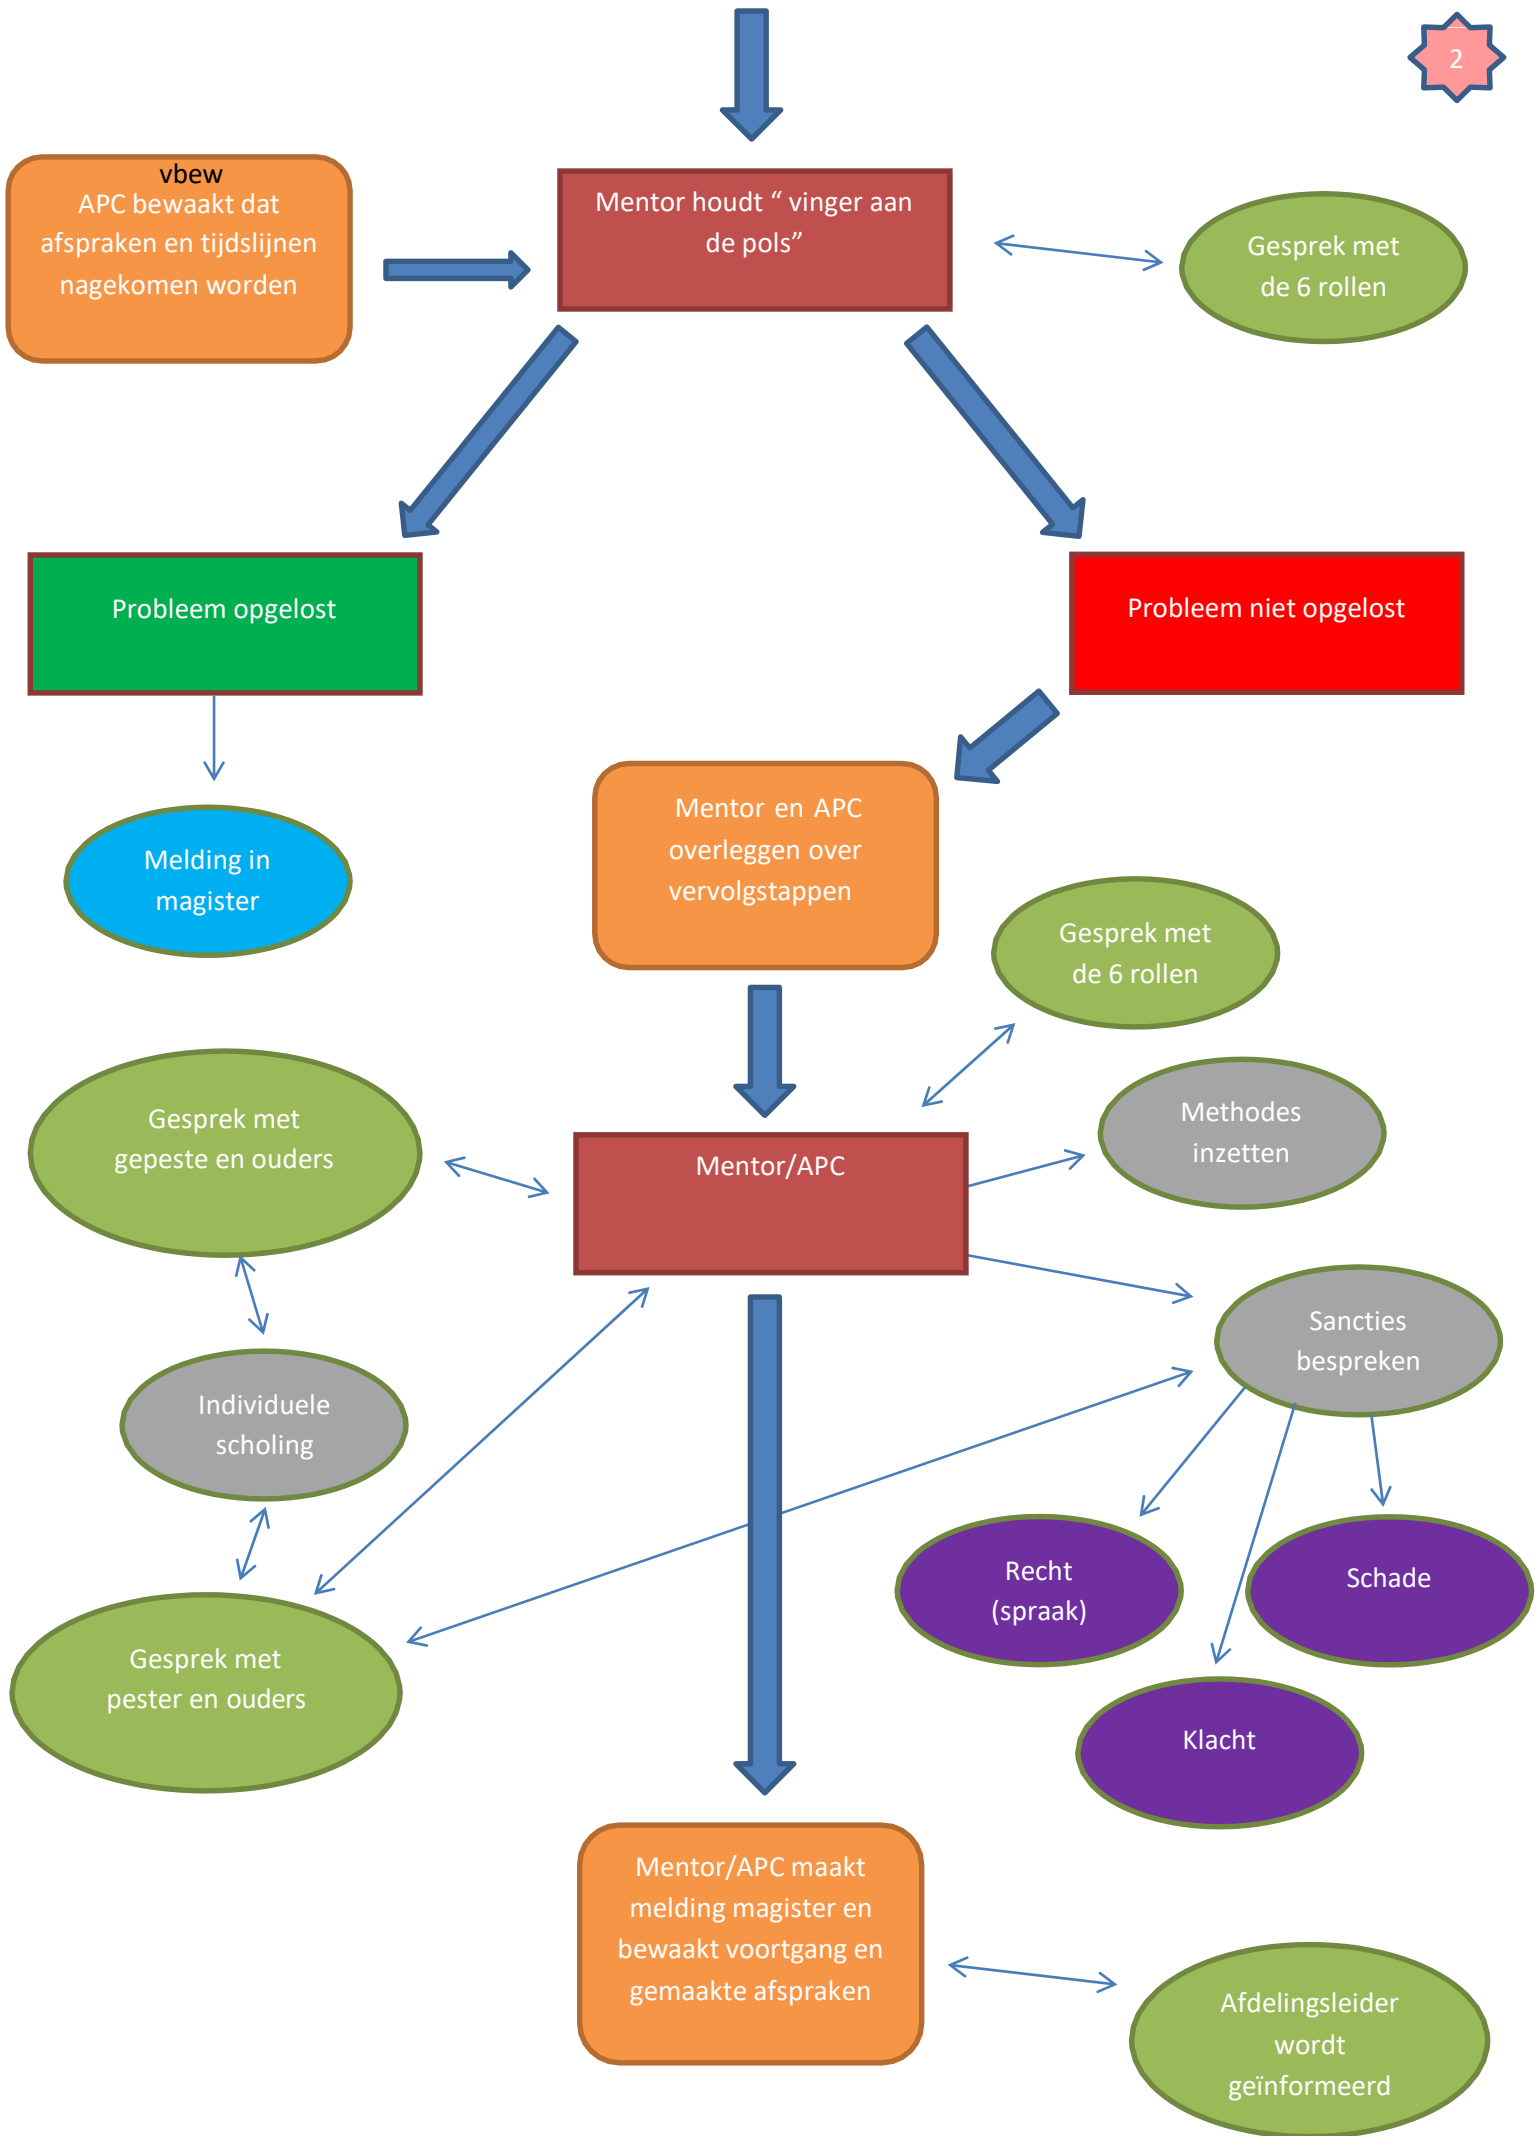 2
vbew
APC bewaakt dat
afspraken en tijdslijnen
nagekomen worden
Mentor houdt “ vinger aan
de pols”
Gesprek met
de 6 rollen
Probleem opgelost
Probleem niet opgelost
Melding in
magister
Mentor en APC
overleggen over
vervolgstappen
Gesprek met
de 6 rollen
Gesprek met
gepeste en ouders
Mentor/APC
Methodes
inzetten
Sancties
bespreken
Individuele
scholing
Recht
(spraak)
Schade
Gesprek met
pester en ouders
Klacht
Mentor/APC maakt
melding magister en
bewaakt voortgang en
gemaakte afspraken
Afdelingsleider
wordt
geïnformeerd